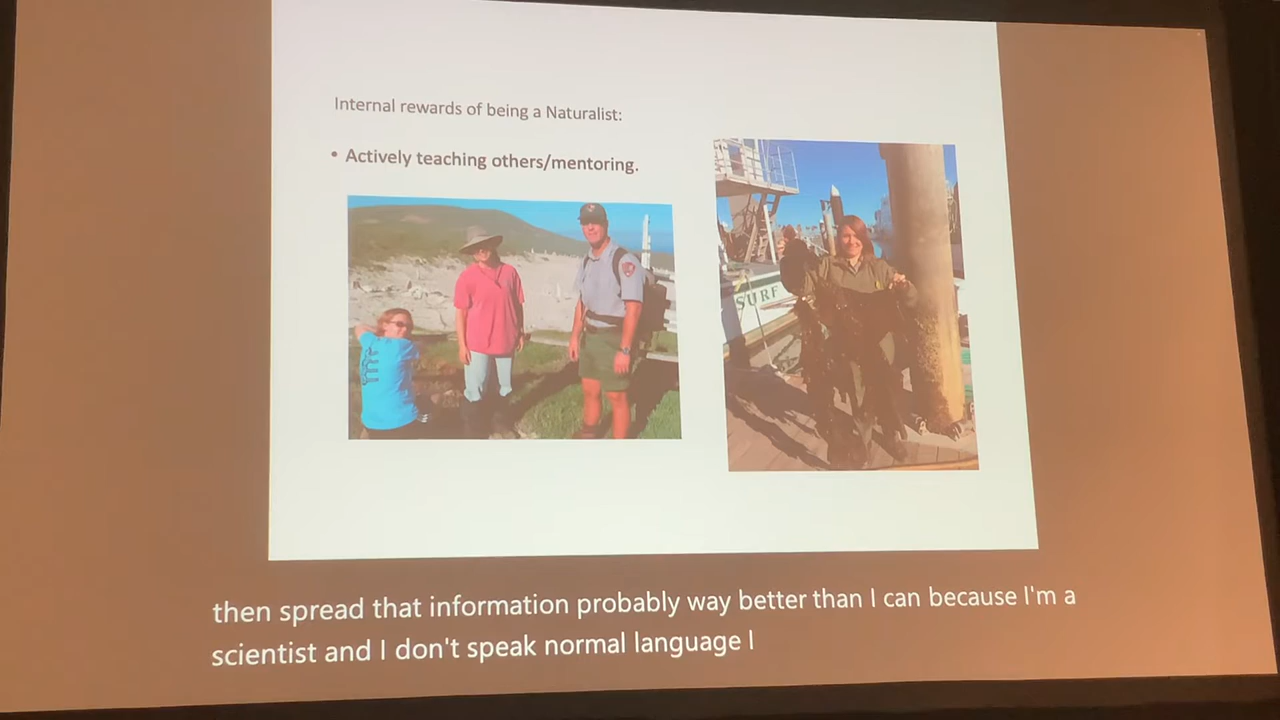 Internal rewards of being a Naturalist:
• Actively teaching others/mentoring.
SURF
then spread that information probably way better than I can because I'm a
scientist and I don't speak normal language I